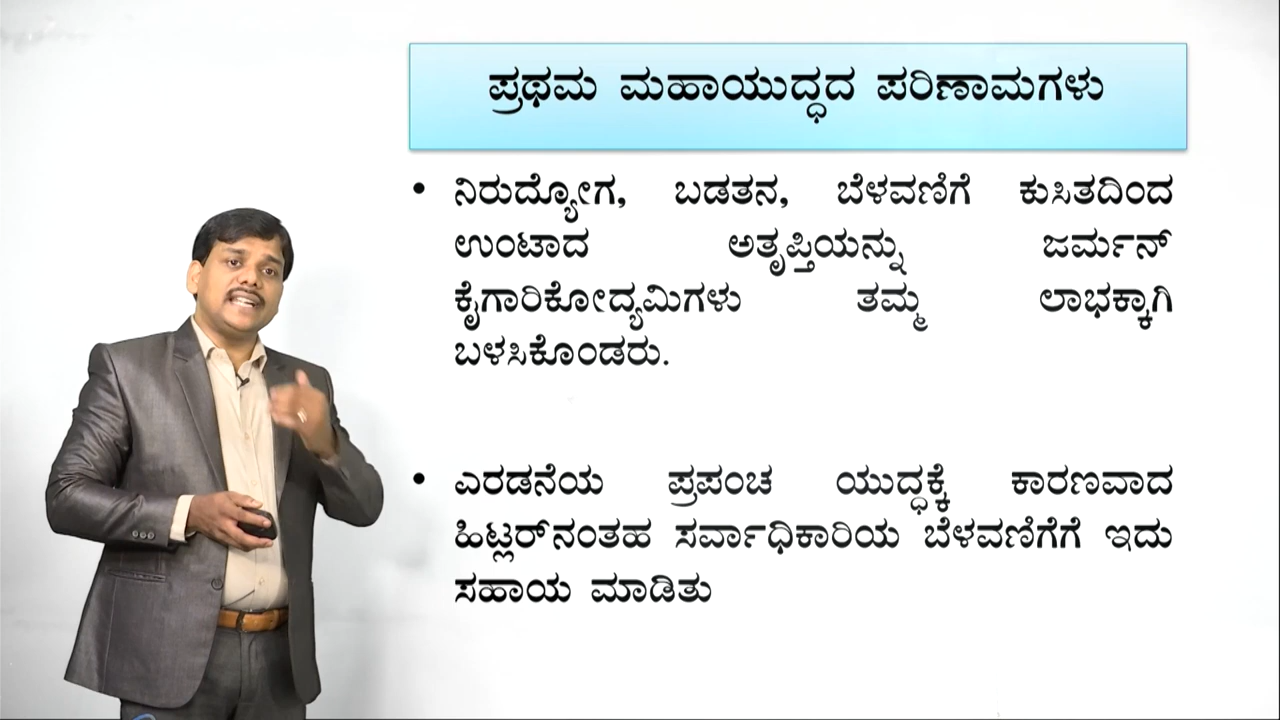 ಪ್ರಥಮ ಮಹಾಯುದ್ಧದ ಪರಿಣಾಮಗಳು
• ನಿರುದ್ಯೋಗ, ಬಡತನ, ಬೆಳವಣಿಗೆ ಕುಸಿತದಿಂದ
ಉಂಟಾದ ಅತೃಪ್ತಿಯನ್ನು ಜರ್ಮನ್
ಕೈಗಾರಿಕೋದ್ಯಮಿಗಳು ತಮ್ಮ ಲಾಭಕ್ಕಾಗಿ
ಬಳಸಿಕೊಂಡರು.
• ಎರಡನೆಯ ಪ್ರಪಂಚ ಯುದ್ಧಕ್ಕೆ ಕಾರಣವಾದ
ಹಿಟ್ಲರ್‌ನಂತಹ ಸರ್ವಾಧಿಕಾರಿಯ ಬೆಳವಣಿಗೆಗೆ ಇದು
ಸಹಾಯ ಮಾಡಿತು